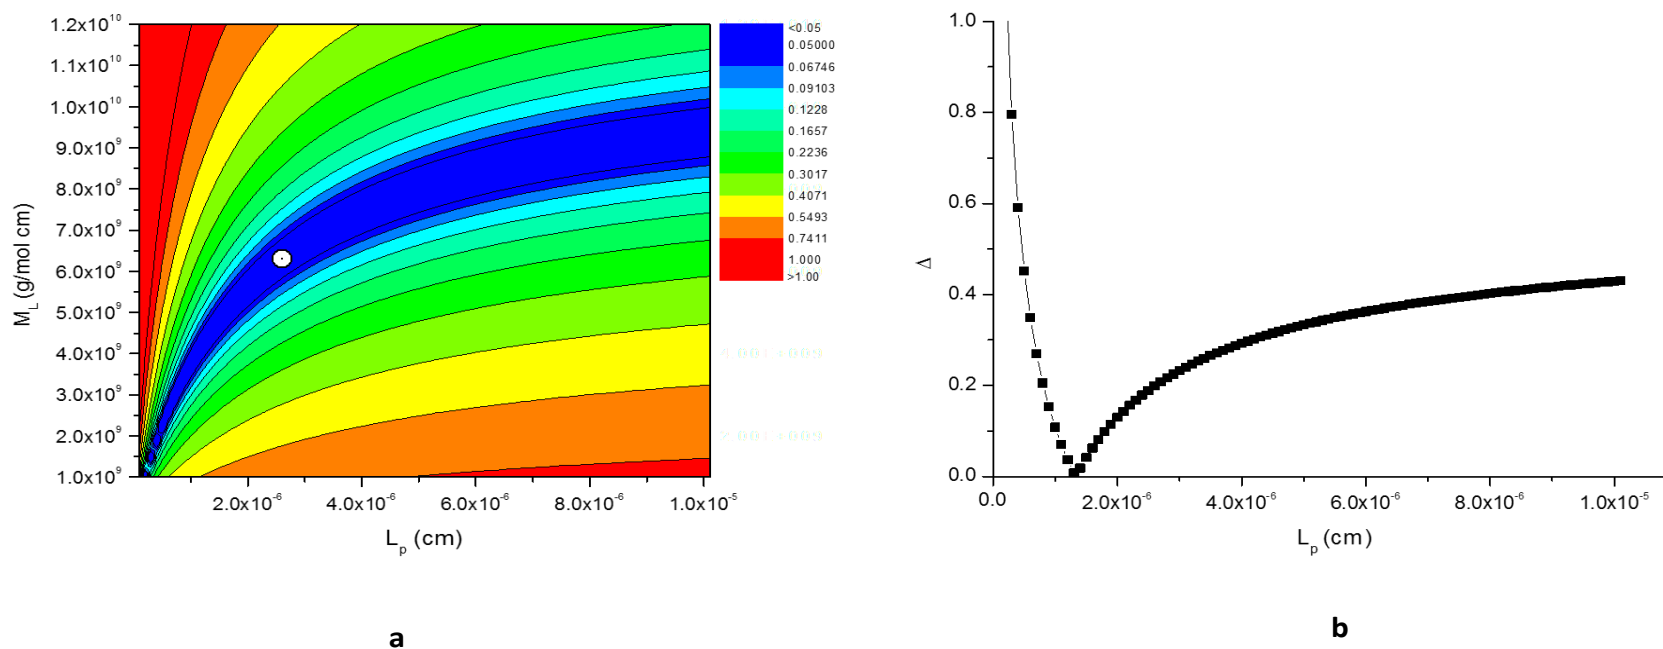 1.2x10¹⁰
1.1x10¹⁰
1.0x10¹⁰
9.0x10⁹
8.0x10⁹
7.0x10⁹
6.0x10⁹
5.0x10⁹
4.0x10⁹
3.0x10⁹
2.0x10⁹
1.0x10⁹
M_L (g/mol cm)
2.0x10⁻⁶ 4.0x10⁻⁶ 6.0x10⁻⁶ 8.0x10⁻⁶ 1.0x10⁻⁵
L_p (cm)
<0.05
0.05000
0.06746
0.09103
0.1228
0.1657
0.2236
0.3017
0.4071
0.5493
0.7411
1.000
>1.00
a
1.0
0.8
0.6
0.4
0.2
0.0
Δ
0.0 2.0x10⁻⁶ 4.0x10⁻⁶ 6.0x10⁻⁶ 8.0x10⁻⁶ 1.0x10⁻⁵
L_p (cm)
b